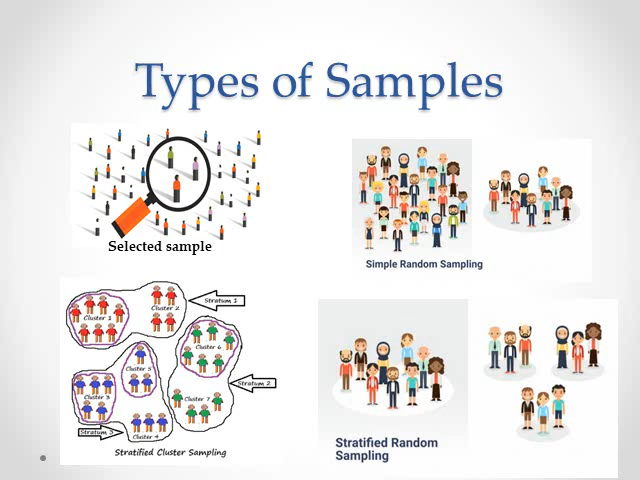 Types of Samples
Selected sample
Simple Random Sampling
Cluster 1
Cluster 2
Stratum 1
Cluster 6
Cluster 5
Cluster 3
Stratum 2
Cluster 7
Stratum 3
Cluster 4
Stratified Cluster Sampling
Stratified Random
Sampling